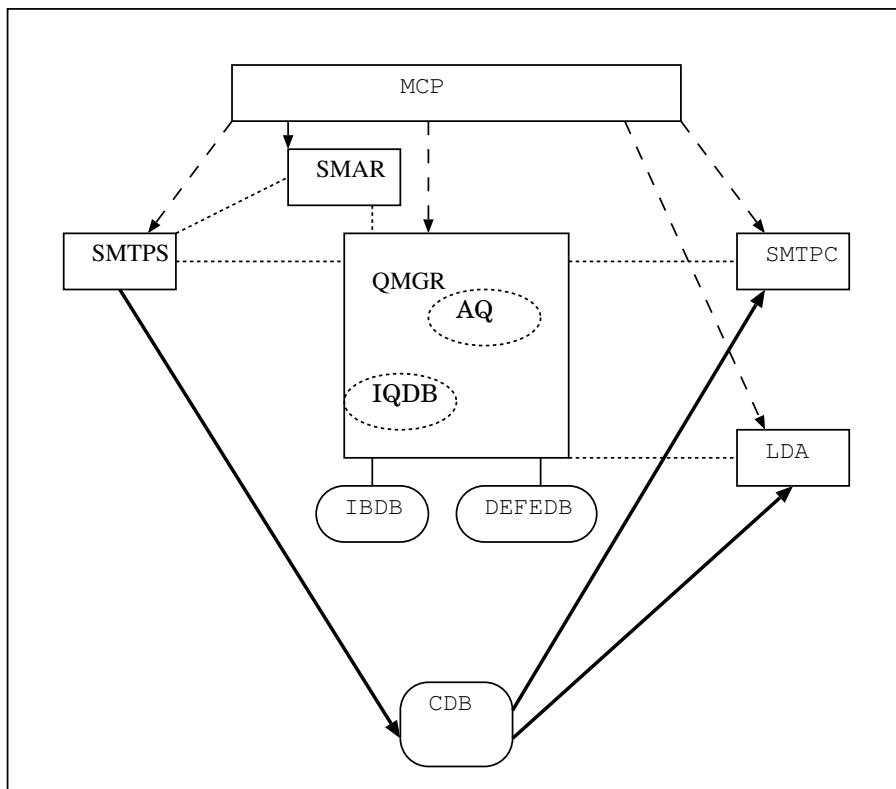 MCP
SMAR
SMTPS
SMTPC
QMGR
AQ
IQDB
LDA
IBDB
DEFEDB
CDB